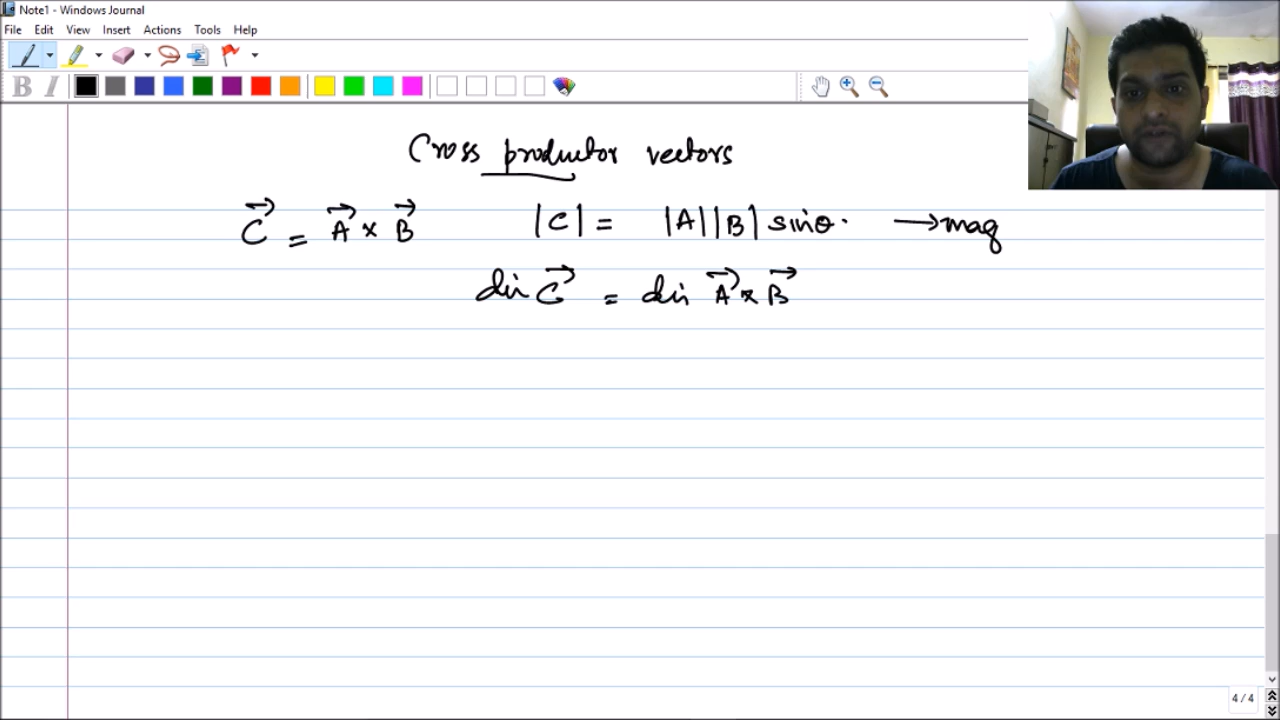 Note1 - Windows Journal
File Edit View Insert Actions Tools Help
B I
Cross productor vectors
C⃗ = A⃗ × B⃗ |C| = |A||B| sinθ. → mag
dir C⃗ = dir A⃗ × B⃗
4 / 4